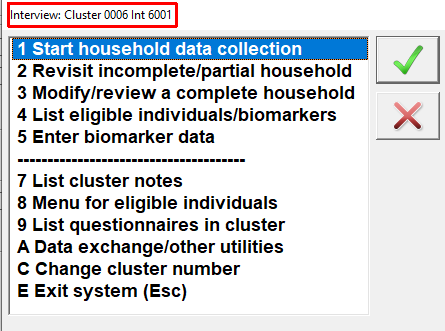 Interview: Cluster 0006 Int 6001
1 Start household data collection
2 Revisit incomplete/partial household
3 Modify/review a complete household
4 List eligible individuals/biomarkers
5 Enter biomarker data
--------------------------------------
7 List cluster notes
8 Menu for eligible individuals
9 List questionnaires in cluster
A Data exchange/other utilities
C Change cluster number
E Exit system (Esc)